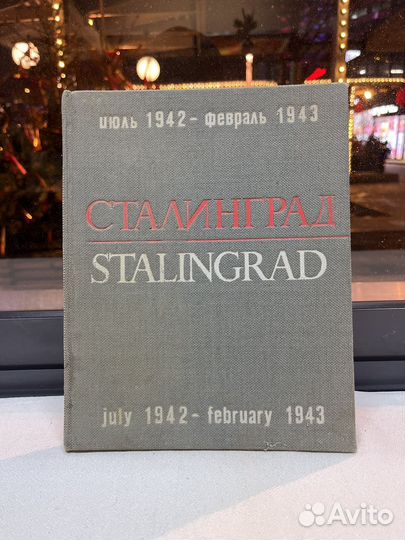 июль 1942 - февраль 1943
СТАЛИНГРАД
STALINGRAD
july 1942 - february 1943
Avito